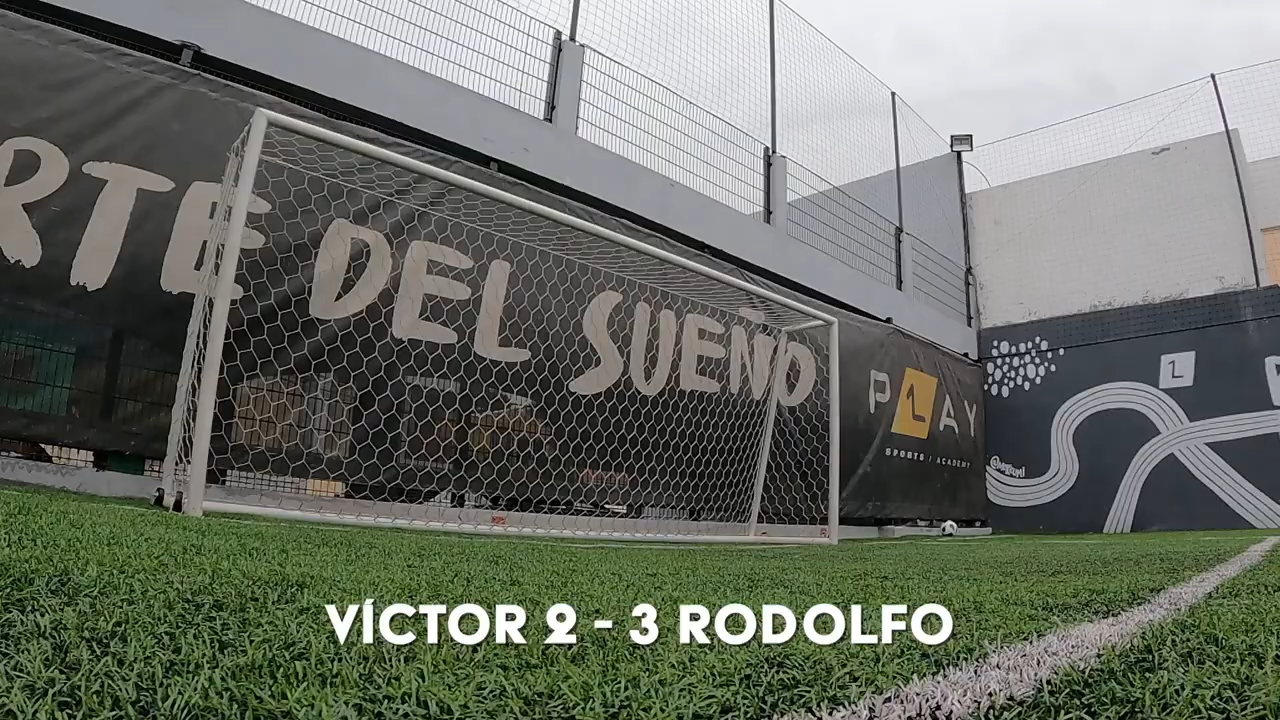 RTE DEL SUEÑO
PLAY
SPORTS / ACADEMY
VÍCTOR 2 - 3 RODOLFO